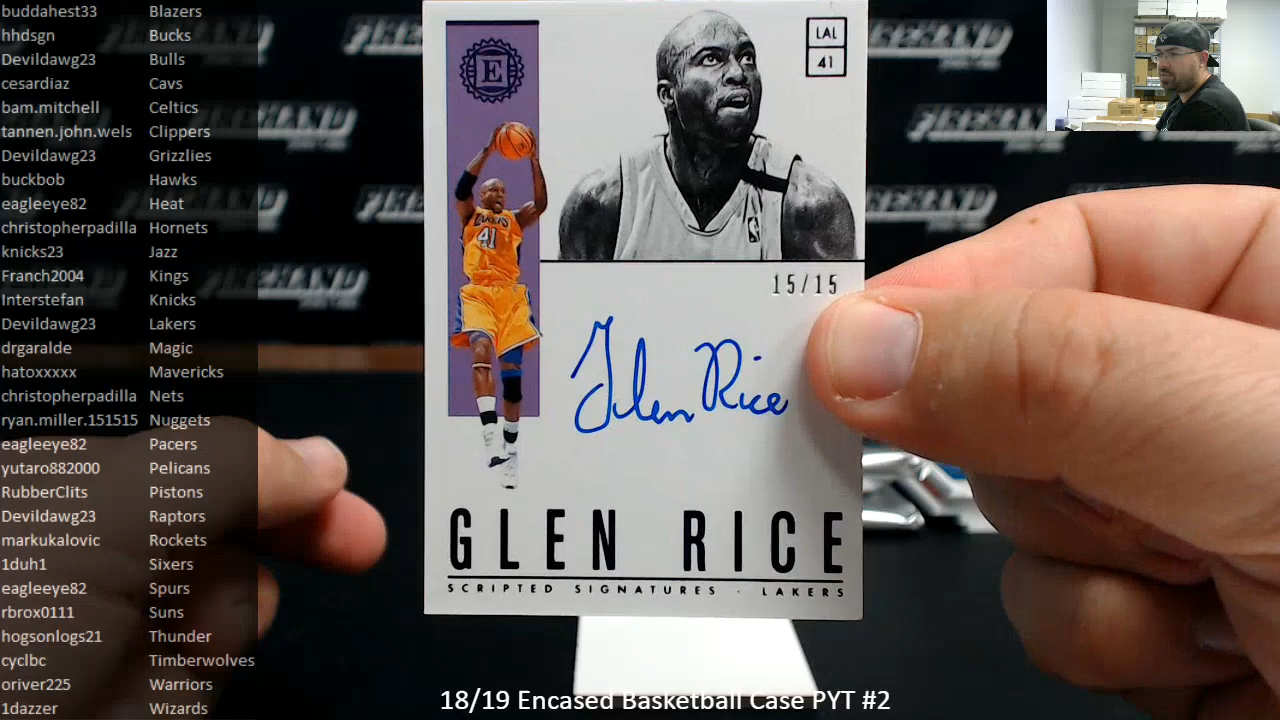 buddahest33 Blazers
hhdsgn Bucks
Devildawg23 Bulls
cesardiaz Cavs
bam.mitchell Celtics
tannen.john.wels Clippers
Devildawg23 Grizzlies
buckbob Hawks
eagleeye82 Heat
christopherpadilla Hornets
knicks23 Jazz
Franch2004 Kings
Interstefan Knicks
Devildawg23 Lakers
drgaralde Magic
hatoxxxxx Mavericks
christopherpadilla Nets
ryan.miller.151515 Nuggets
eagleeye82 Pacers
yutaro882000 Pelicans
RubberClits Pistons
Devildawg23 Raptors
markukalovic Rockets
1duh1 Sixers
eagleeye82 Spurs
rbrox0111 Suns
hogsonlogs21 Thunder
cyclbc Timberwolves
oriver225 Warriors
1dazzer Wizards
E
LAL
41
LAKERS
41
15/15
Glen Rice
GLEN RICE
SCRIPTED SIGNATURES · LAKERS
FIREHAND
18/19 Encased Basketball Case PYT #2